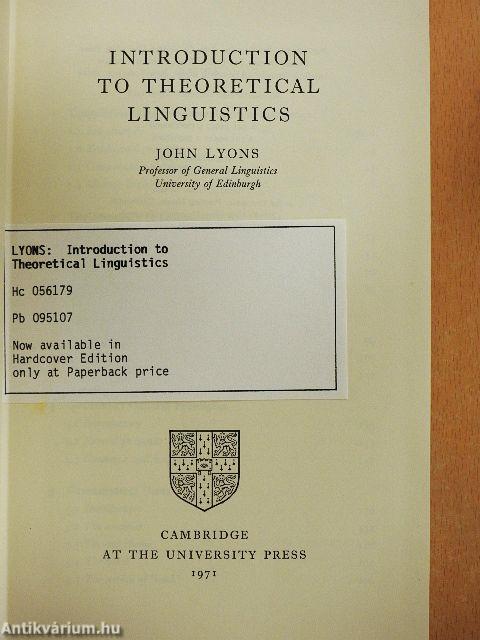 INTRODUCTION
TO THEORETICAL
LINGUISTICS
JOHN LYONS
Professor of General Linguistics
University of Edinburgh
LYONS: Introduction to
Theoretical Linguistics
Hc 056179
Pb 095107
Now available in
Hardcover Edition
only at Paperback price
CAMBRIDGE
AT THE UNIVERSITY PRESS
1971
Antikvárium.hu